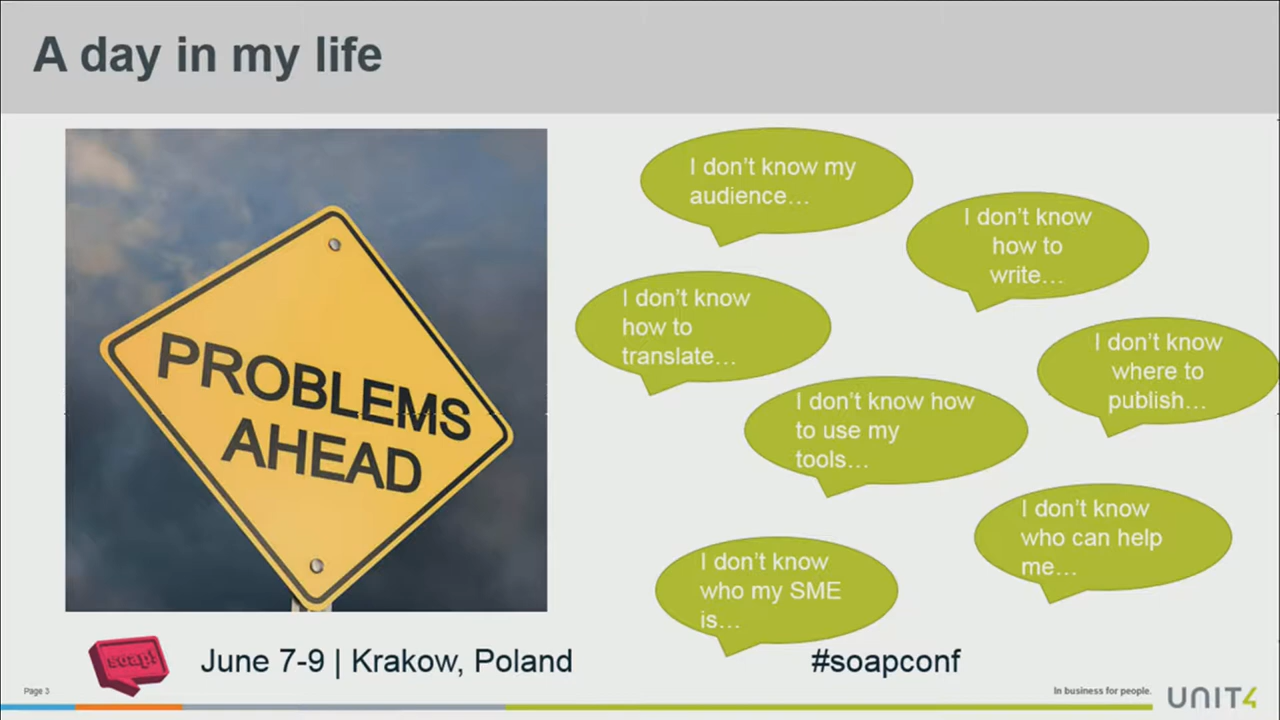 A day in my life
PROBLEMS
AHEAD
I don't know my
audience…
I don't know
how to
write…
I don't know
how to
translate…
I don't know
where to
publish…
I don't know how
to use my
tools…
I don't know
who can help
me…
I don't know
who my SME
is…
soap!
June 7-9 | Krakow, Poland
#soapconf
Page 3
In business for people.
UNIT4